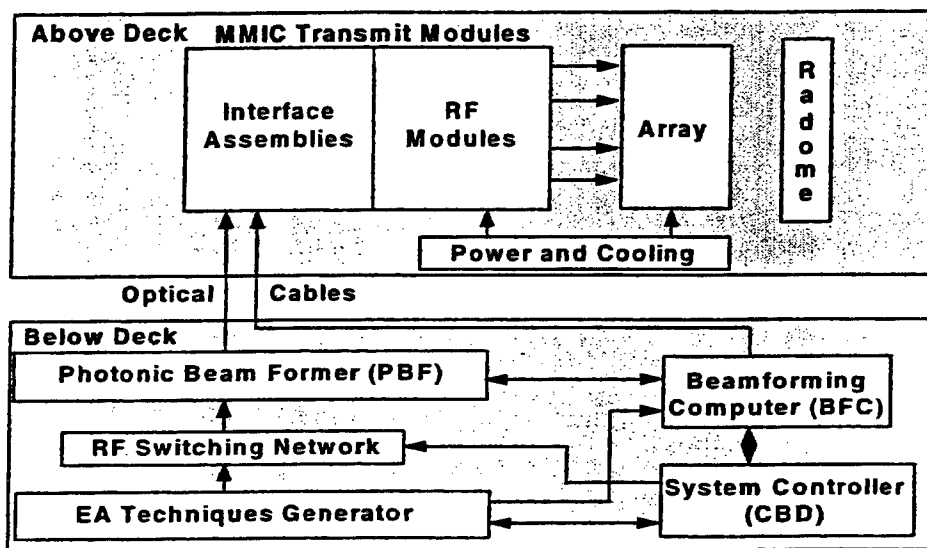 Above Deck MMIC Transmit Modules
Interface
Assemblies
RF
Modules
Array
Radome
Power and Cooling
Optical Cables
Below Deck
Photonic Beam Former (PBF)
Beamforming
Computer (BFC)
RF Switching Network
EA Techniques Generator
System Controller
(CBD)